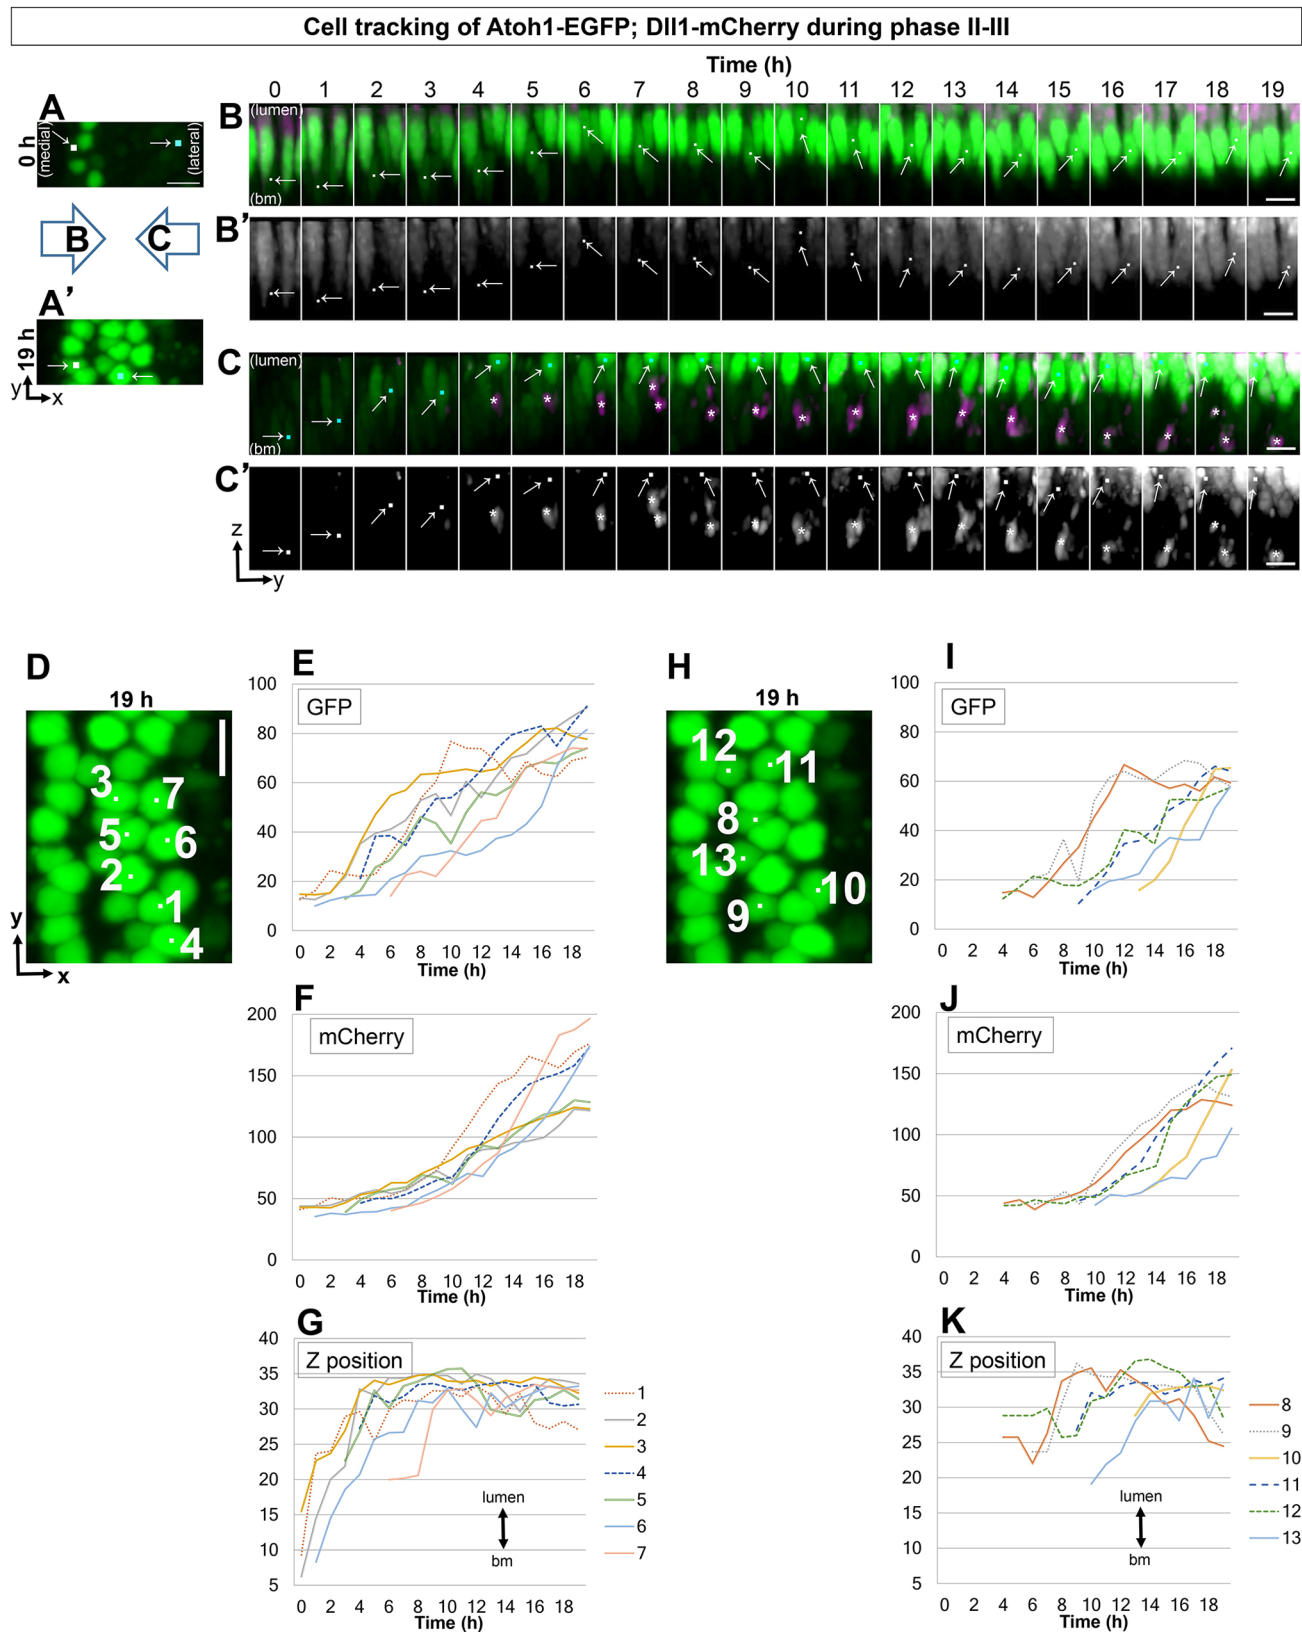 Cell tracking of Atoh1-EGFP; Dll1-mCherry during phase II-III
Time (h)
0 1 2 3 4 5 6 7 8 9 10 11 12 13 14 15 16 17 18 19
A
0 h
(medial)
(lateral)
B
(lumen)
(bm)
B C
B'
A'
19 h
y
x
C
(lumen)
(bm)
* * * * * * * * * * * * * * * * *
C'
* * * * * * * * * * * * * * * * *
z
y
D
19 h
3
7
5
6
2
1
4
y
x
E
GFP
100
80
60
40
20
0
0 2 4 6 8 10 12 14 16 18
Time (h)
F
mCherry
200
150
100
50
0
0 2 4 6 8 10 12 14 16 18
Time (h)
G
Z position
40
35
30
25
20
15
10
5
lumen
bm
0 2 4 6 8 10 12 14 16 18
Time (h)
1
2
3
4
5
6
7
H
19 h
12
11
8
13
10
9
I
GFP
100
80
60
40
20
0
0 2 4 6 8 10 12 14 16 18
Time (h)
J
mCherry
200
150
100
50
0
0 2 4 6 8 10 12 14 16 18
Time (h)
K
Z position
40
35
30
25
20
15
10
5
lumen
bm
0 2 4 6 8 10 12 14 16 18
Time (h)
8
9
10
11
12
13